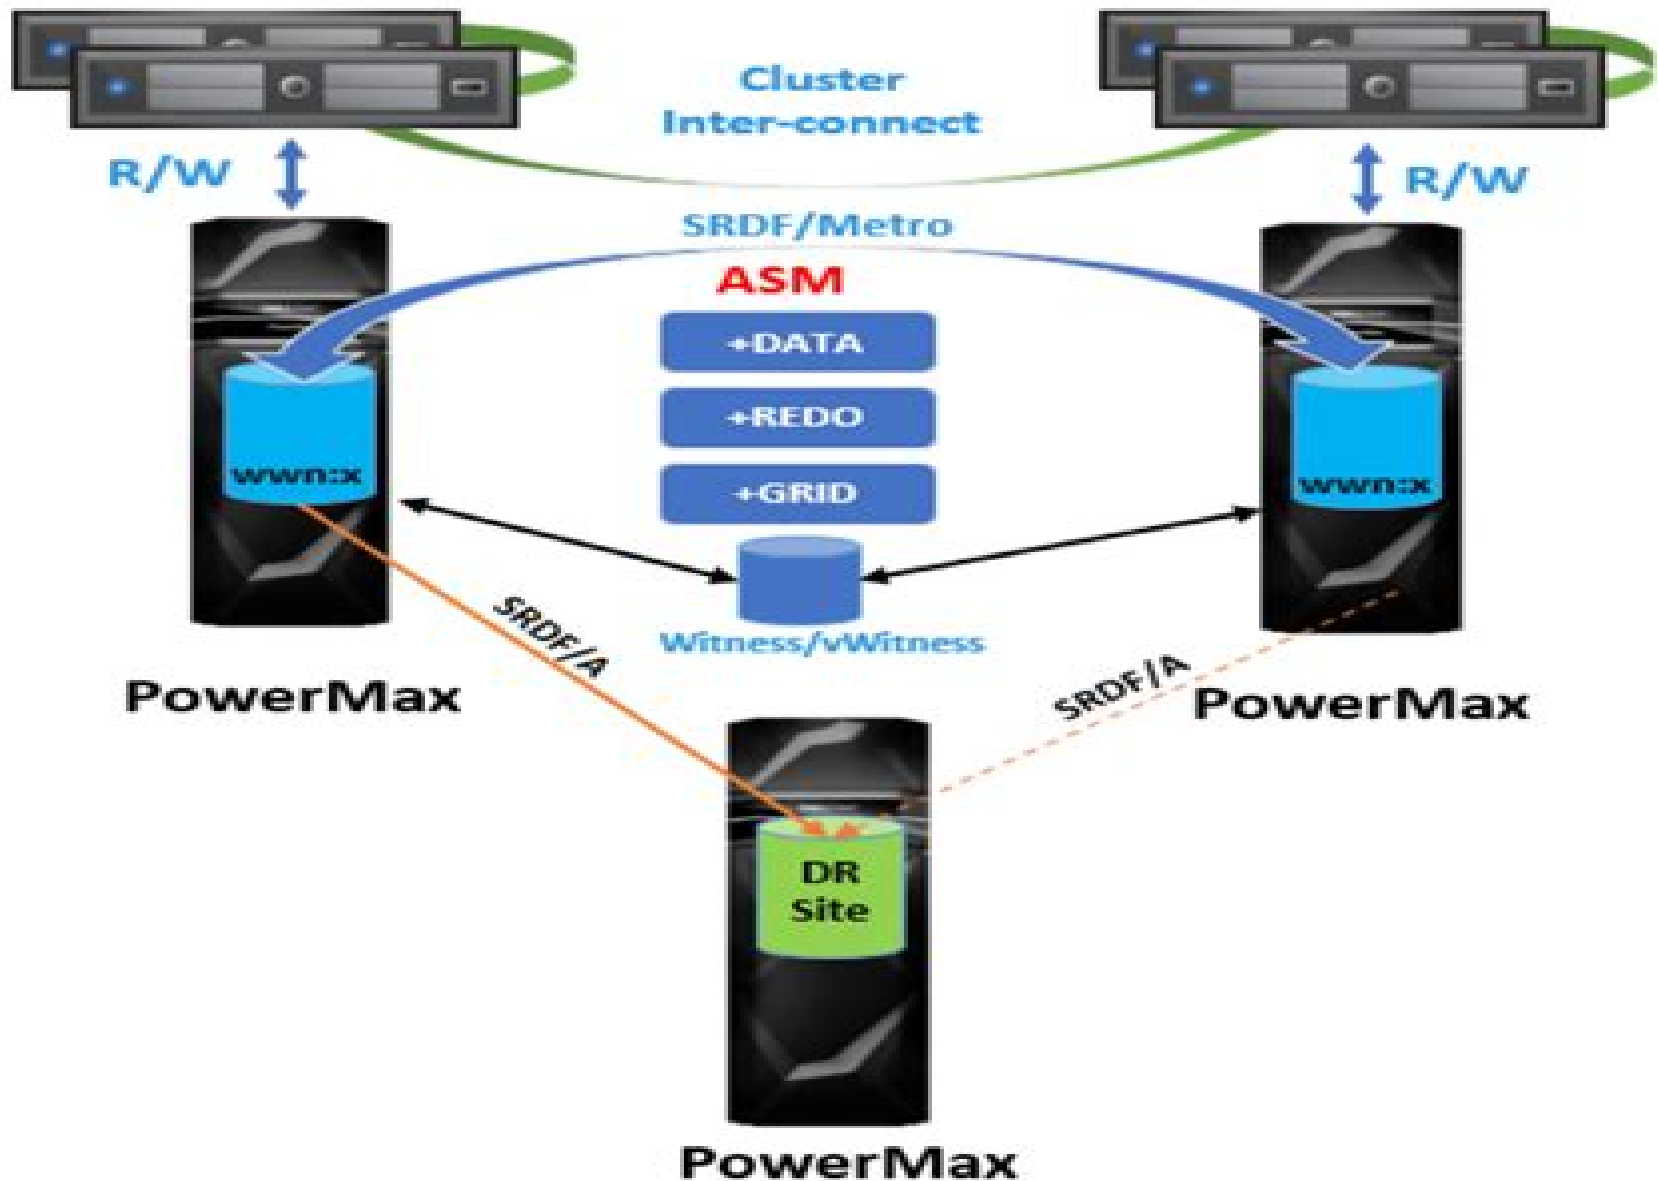 Cluster
Inter-connect
R/W
R/W
SRDF/Metro
ASM
+DATA
+REDO
+GRID
wwn:x
wwn:x
Witness/vWitness
SRDF/A
SRDF/A
PowerMax
PowerMax
DR
Site
PowerMax